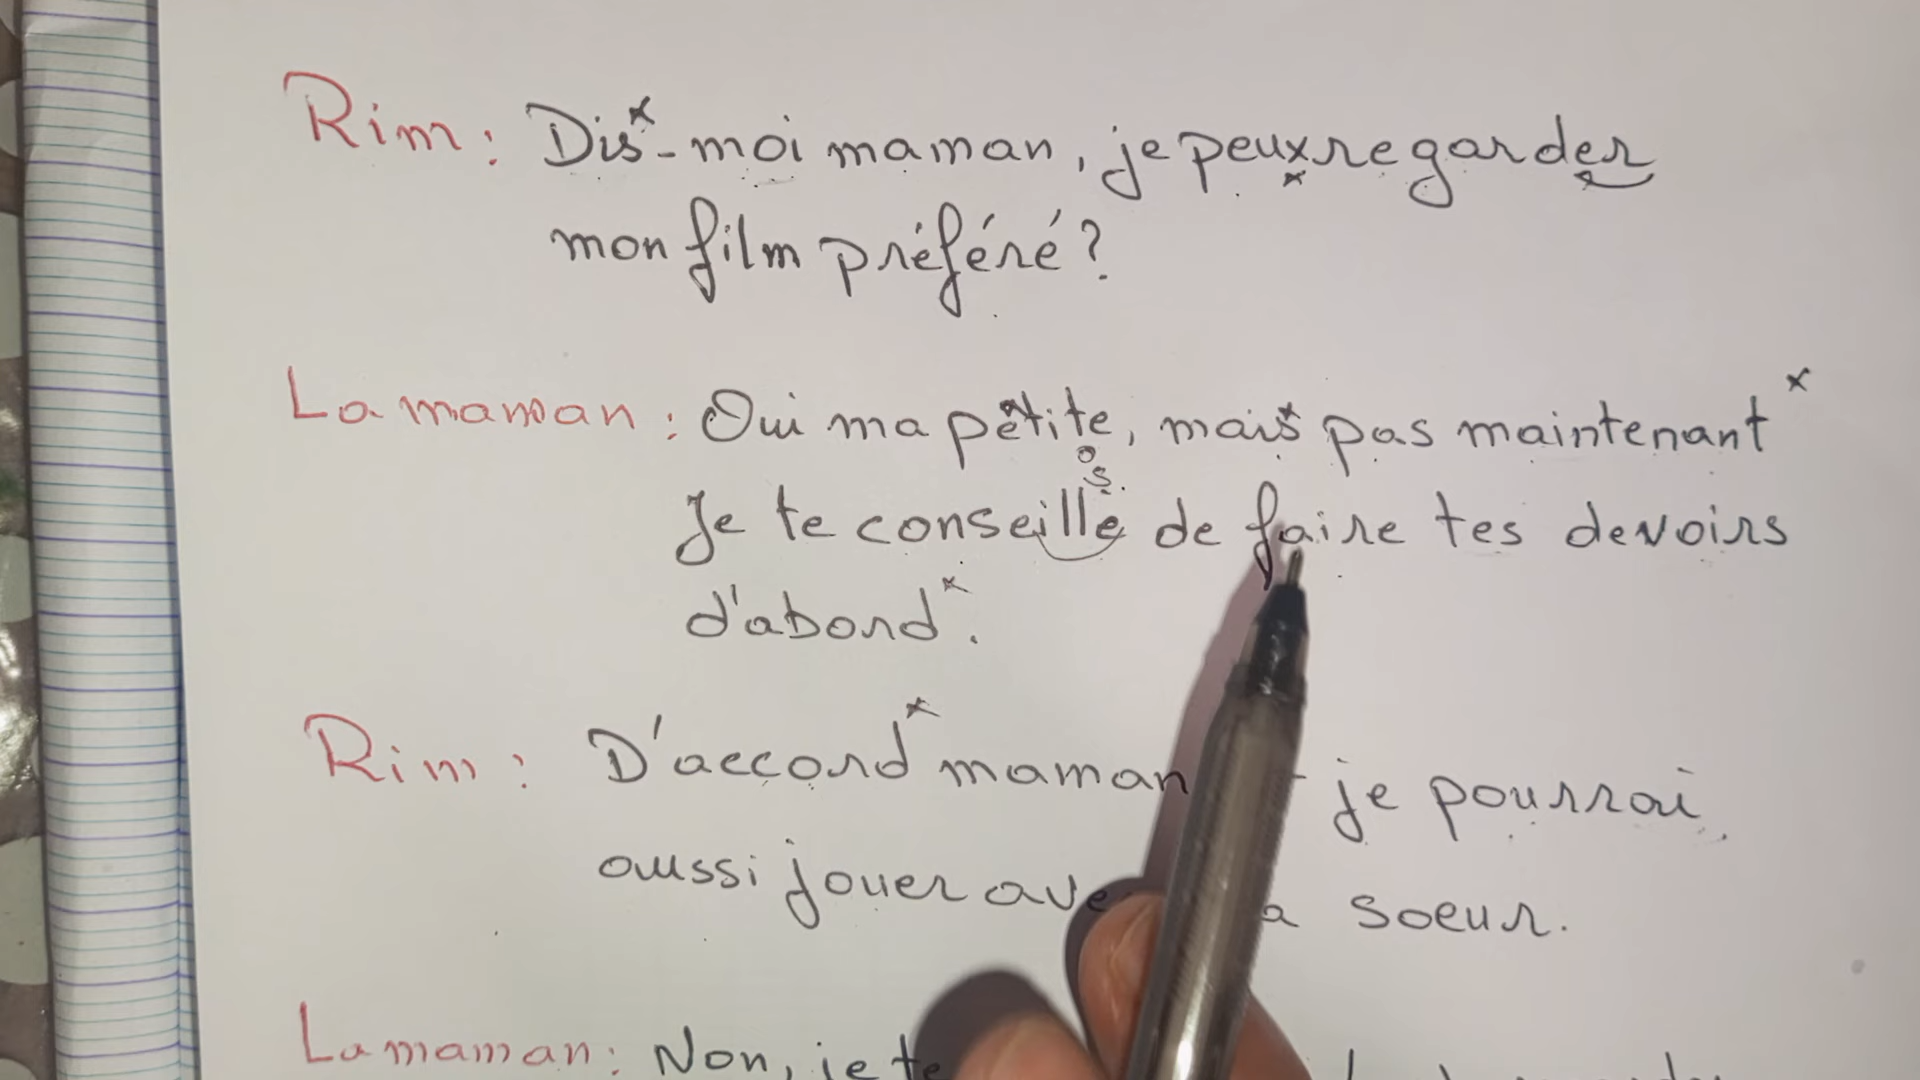 Rim : Dis-moi maman, je peux regarder
mon film préféré ?
La maman : Oui ma petite, mais pas maintenant
Je te conseille de faire tes devoirs
d'abord.
Rim : D'accord maman je pourrai
aussi jouer soeur.
La maman : Non, je te